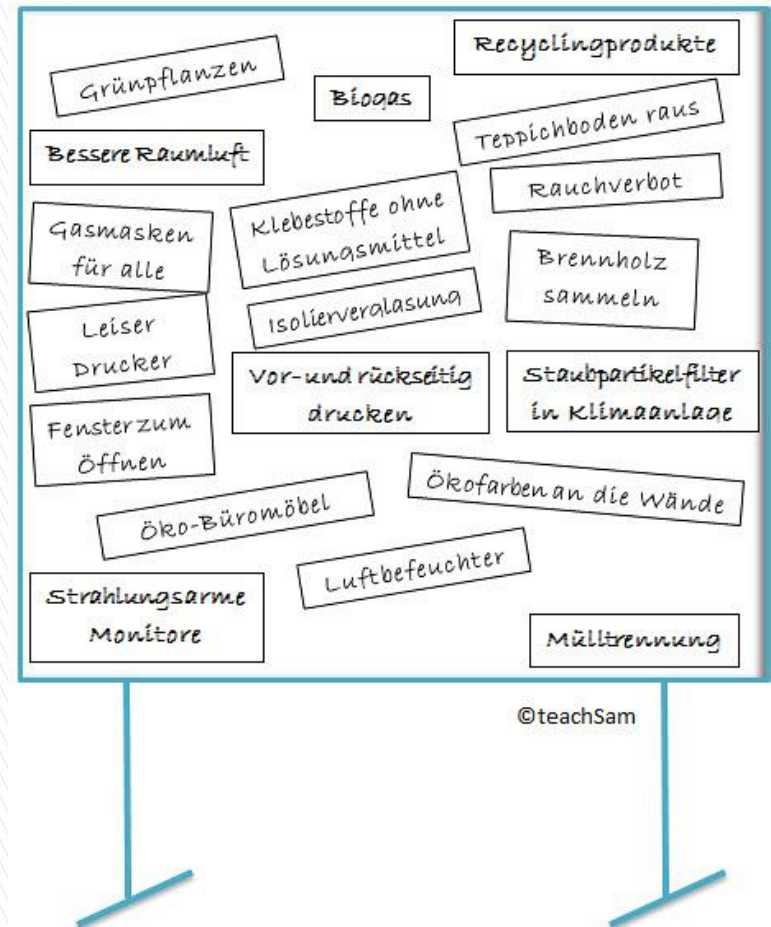 Grünpflanzen
Recyclingprodukte
Biogas
Teppichboden raus
Bessere Raumluft
Rauchverbot
Gasmasken
für alle
Klebestoffe ohne
Lösungsmittel
Brennholz
sammeln
Isolierverglasung
Leiser
Drucker
Vor-und rückseitig
drucken
Staubpartikelfilter
in Klimaanlage
Fenster zum
Öffnen
Ökofarben an die Wände
Öko-Büromöbel
Luftbefeuchter
Strahlungsarme
Monitore
Mülltrennung
©teachSam